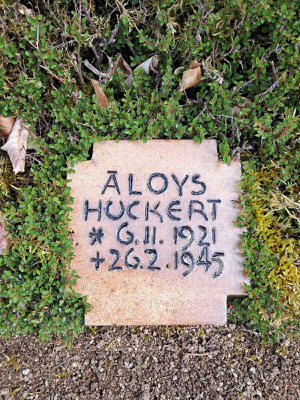 ALOYS
HUCKERT
* 6.11.1921
+ 26.2.1945